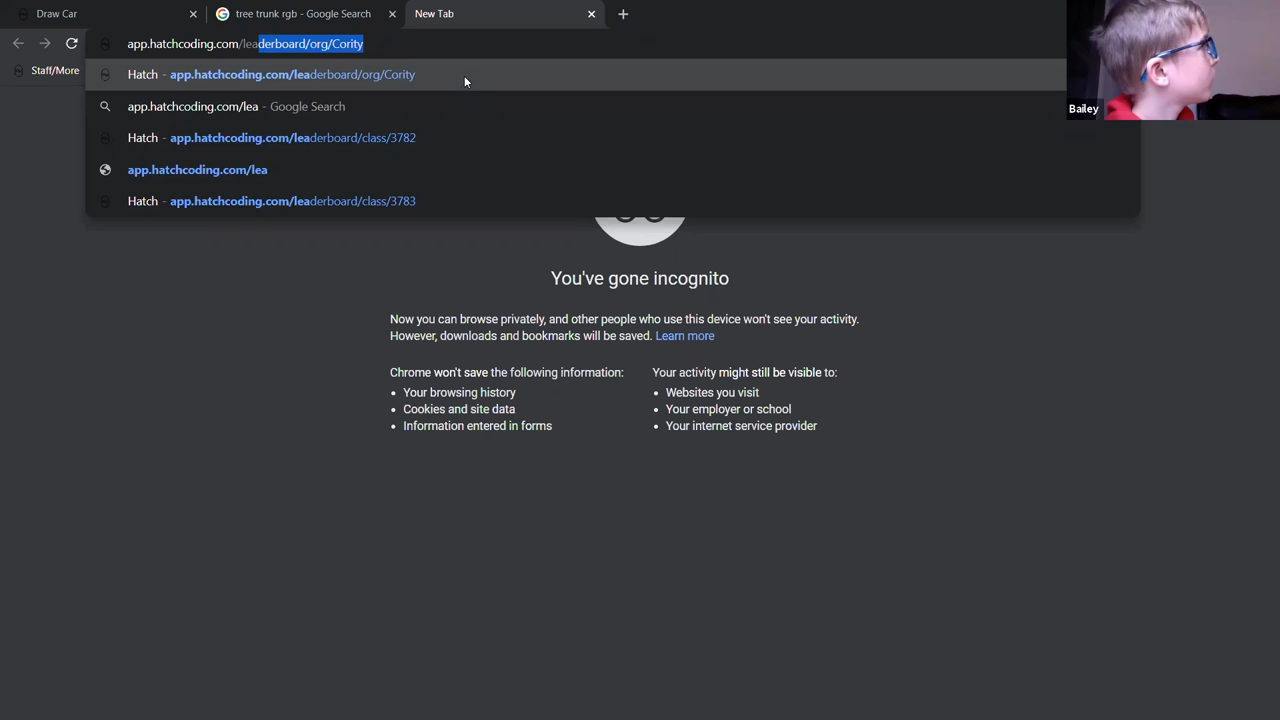 Draw Car
tree trunk rgb - Google Search
New Tab
app.hatchcoding.com/leaderboard/org/Cority
Staff/More
Hatch - app.hatchcoding.com/leaderboard/org/Cority
app.hatchcoding.com/lea - Google Search
Hatch - app.hatchcoding.com/leaderboard/class/3782
app.hatchcoding.com/lea
Hatch - app.hatchcoding.com/leaderboard/class/3783
Bailey
You've gone incognito
Now you can browse privately, and other people who use this device won't see your activity.
However, downloads and bookmarks will be saved. Learn more
Chrome won't save the following information:
• Your browsing history
• Cookies and site data
• Information entered in forms
Your activity might still be visible to:
• Websites you visit
• Your employer or school
• Your internet service provider